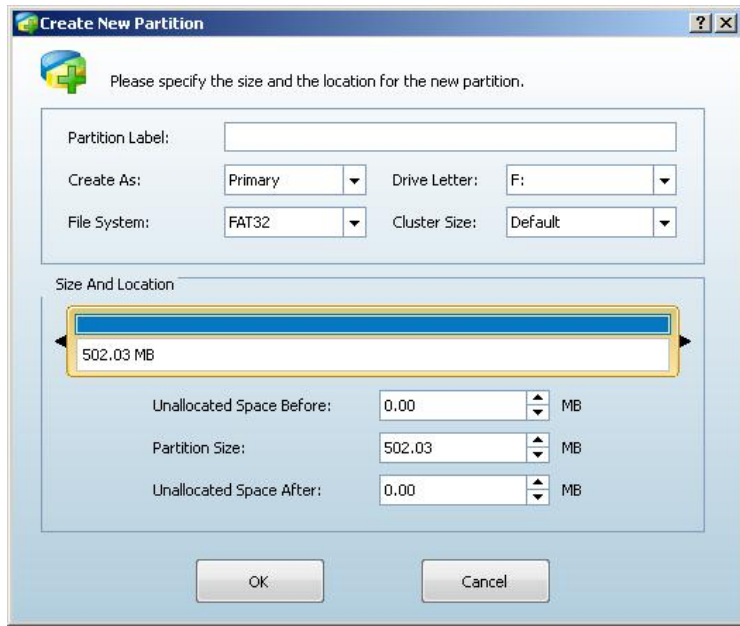 Create New Partition
Please specify the size and the location for the new partition.
Partition Label:
Create As: Primary Drive Letter: F:
File System: FAT32 Cluster Size: Default
Size And Location
502.03 MB
Unallocated Space Before: 0.00 MB
Partition Size: 502.03 MB
Unallocated Space After: 0.00 MB
OK Cancel